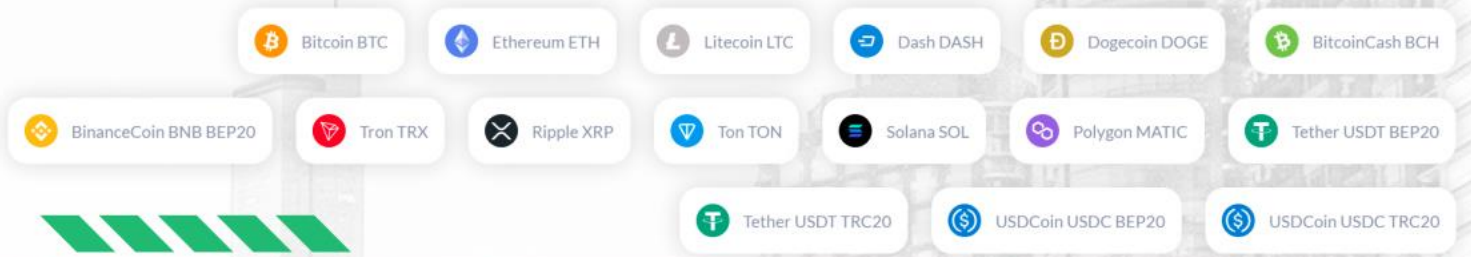 Bitcoin BTC
Ethereum ETH
Litecoin LTC
Dash DASH
Dogecoin DOGE
BitcoinCash BCH
BinanceCoin BNB BEP20
Tron TRX
Ripple XRP
Ton TON
Solana SOL
Polygon MATIC
Tether USDT BEP20
Tether USDT TRC20
USDCoin USDC BEP20
USDCoin USDC TRC20